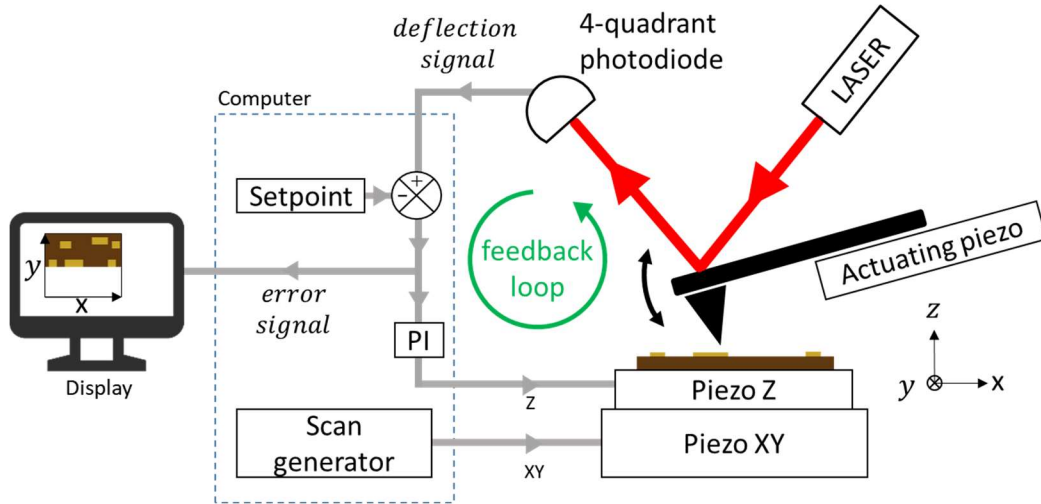 deflection
signal
4-quadrant
photodiode
LASER
Computer
Setpoint
+
−
feedback
loop
Actuating piezo
y
x
error
signal
PI
Display
z
y
x
Piezo Z
Z
Scan
generator
XY
Piezo XY